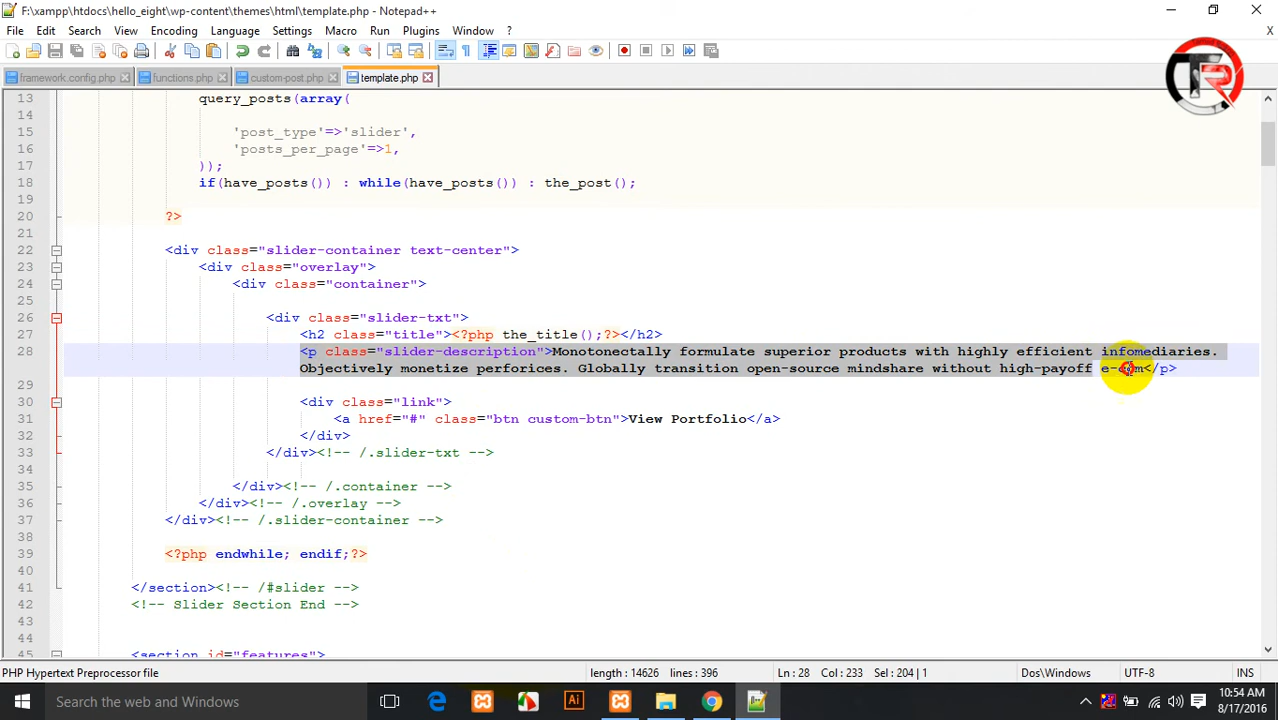 F:\xampp\htdocs\hello_eight\wp-content\themes\html\template.php - Notepad++
File Edit Search View Encoding Language Settings Macro Run Plugins Window ? X
framework.config.php functions.php custom-post.php template.php
TR
13 query_posts(array(
14
15 'post_type'=>'slider',
16 'posts_per_page'=>1,
17 ));
18 if(have_posts()) : while(have_posts()) : the_post();
19
20 ?>
21
22 <div class="slider-container text-center">
23 <div class="overlay">
24 <div class="container">
25
26 <div class="slider-txt">
27 <h2 class="title"><?php the_title();?></h2>
28 <p class="slider-description">Monotonectally formulate superior products with highly efficient infomediaries.
Objectively monetize perforices. Globally transition open-source mindshare without high-payoff e-com</p>
29
30 <div class="link">
31 <a href="#" class="btn custom-btn">View Portfolio</a>
32 </div>
33 </div><!-- /.slider-txt -->
34
35 </div><!-- /.container -->
36 </div><!-- /.overlay -->
37 </div><!-- /.slider-container -->
38
39 <?php endwhile; endif;?>
40
41 </section><!-- /#slider -->
42 <!-- Slider Section End -->
43
44
45 <section id="features">
PHP Hypertext Preprocessor file length : 14626 lines : 396 Ln : 28 Col : 233 Sel : 204 | 1 Dos\Windows UTF-8 INS
Search the Web and Windows
Ai
10:54 AM
8/17/2016